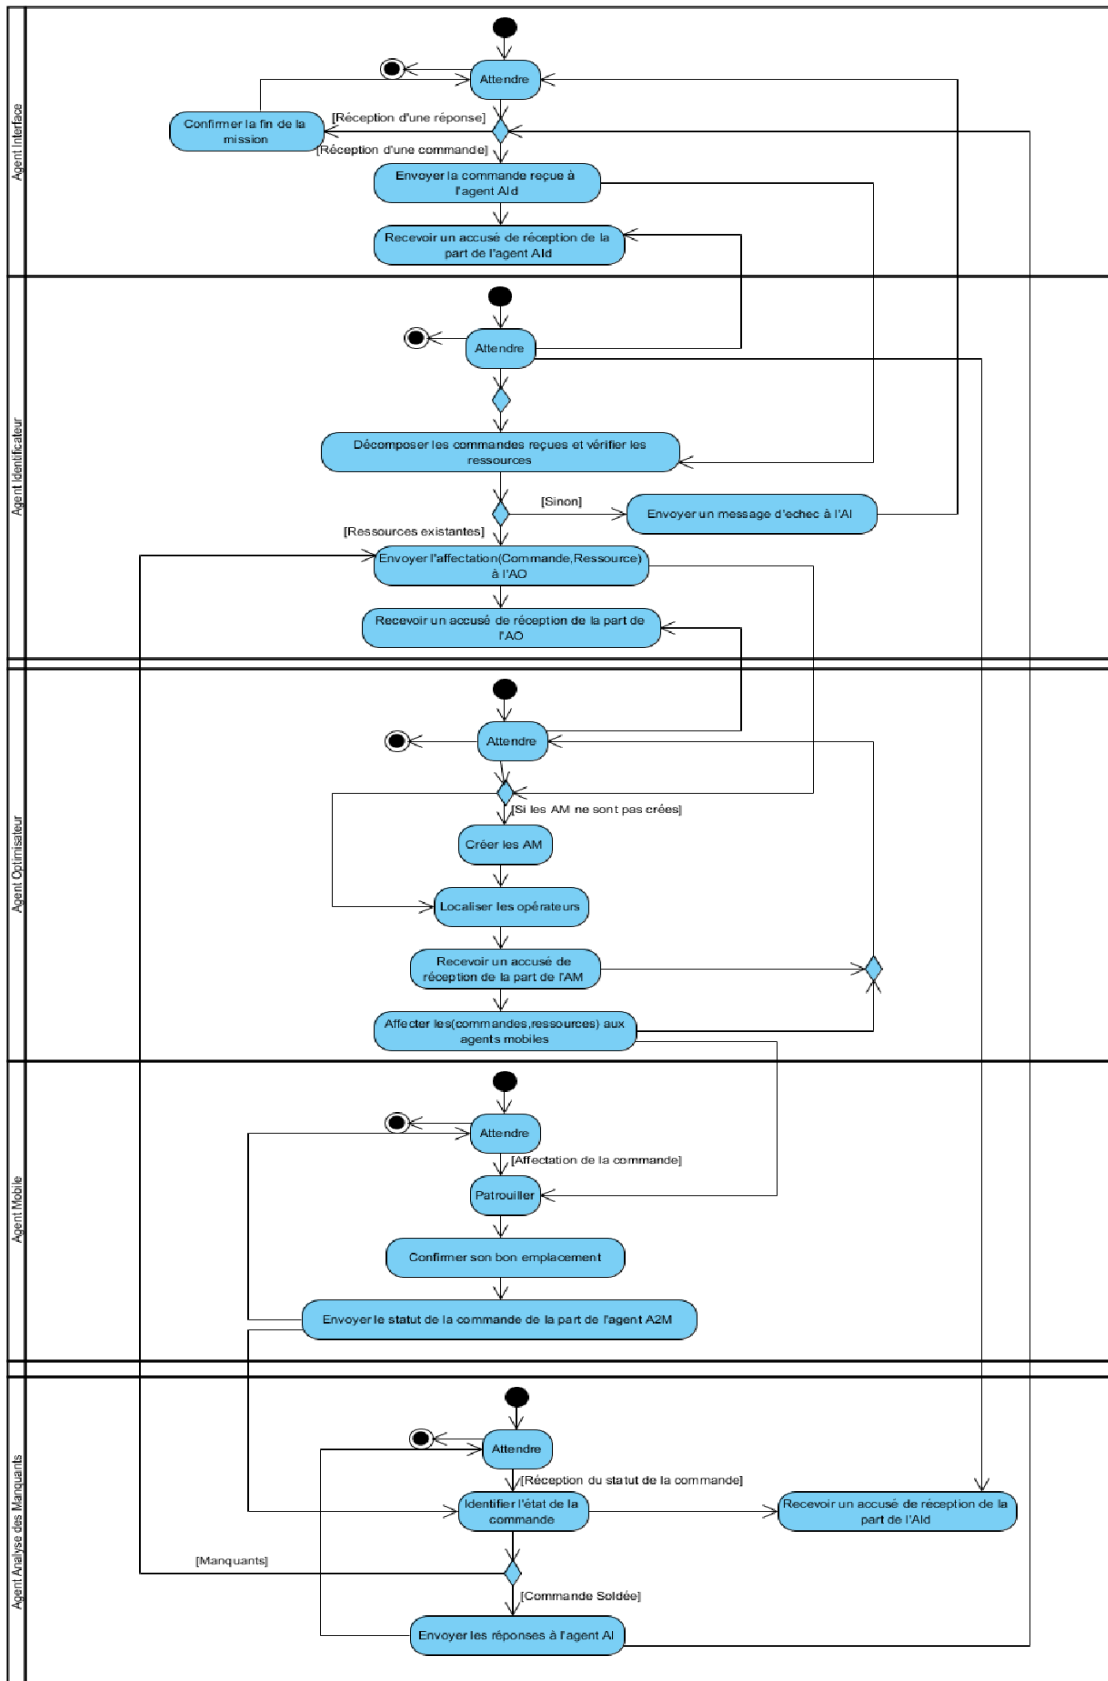 Agent Interface
Attendre
[Réception d'une réponse]
Confirmer la fin de la
mission
[Réception d'une commande]
Envoyer la commande reçue à
l'agent AId
Recevoir un accusé de réception de la
part de l'agent AId
Agent Identificateur
Attendre
Décomposer les commandes reçues et vérifier les
ressources
[Sinon]
Envoyer un message d'echec à l'AI
[Ressources existantes]
Envoyer l'affectation(Commande,Ressource)
à l'AO
Recevoir un accusé de réception de la part de
l'AO
Agent Optimisateur
Attendre
[Si les AM ne sont pas crées]
Créer les AM
Localiser les opérateurs
Recevoir un accusé de
réception de la part de l'AM
Affecter les(commandes,ressources) aux
agents mobiles
Agent Mobile
Attendre
[Affectation de la commande]
Patrouiller
Confirmer son bon emplacement
Envoyer le statut de la commande de la part de l'agent A2M
Agent Analyse des Manquants
Attendre
[Réception du statut de la commande]
Identifier l'état de la
commande
Recevoir un accusé de réception de la
part de l'AId
[Manquants]
[Commande Soldée]
Envoyer les réponses à l'agent AI